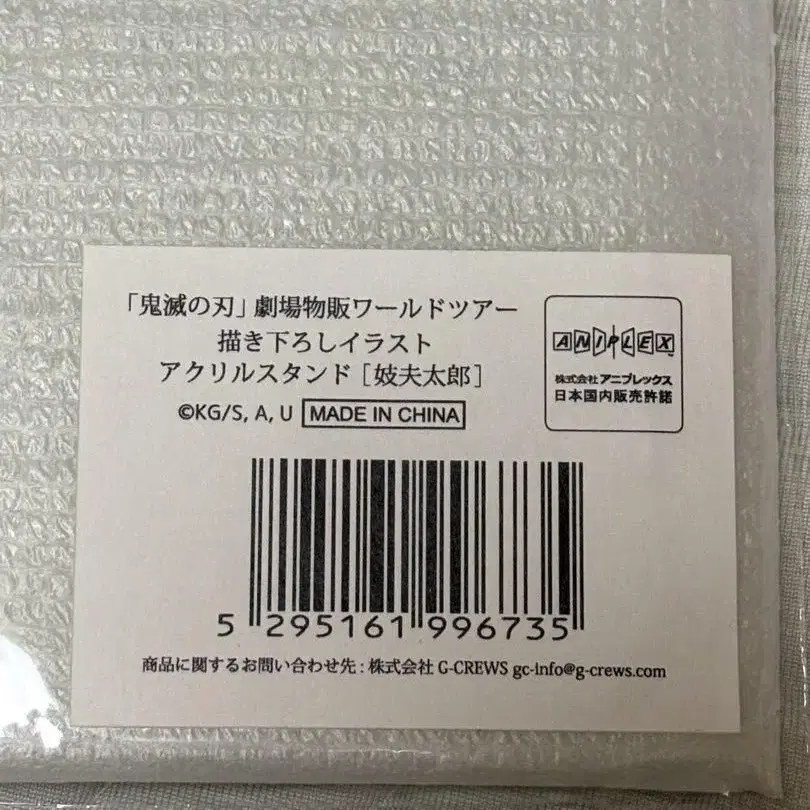 「鬼滅の刃」劇場物販ワールドツアー
描き下ろしイラスト
アクリルスタンド［妓夫太郎］
©KG/S, A, U MADE IN CHINA
ANIPLEX™
株式会社 アニプレックス
日本国内販売許諾
5 295161 996735
商品に関するお問い合わせ先：株式会社 G-CREWS gc-info@g-crews.com